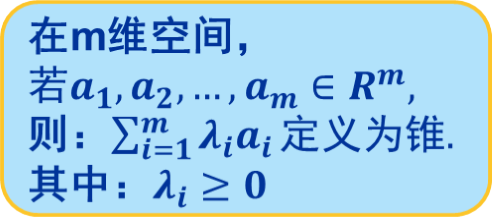 在m维空间，
若a₁, a₂, …, aₘ ∈ Rᵐ,
则：∑ᵢ₌₁ᵐ λᵢaᵢ 定义为锥.
其中：λᵢ ≥ 0